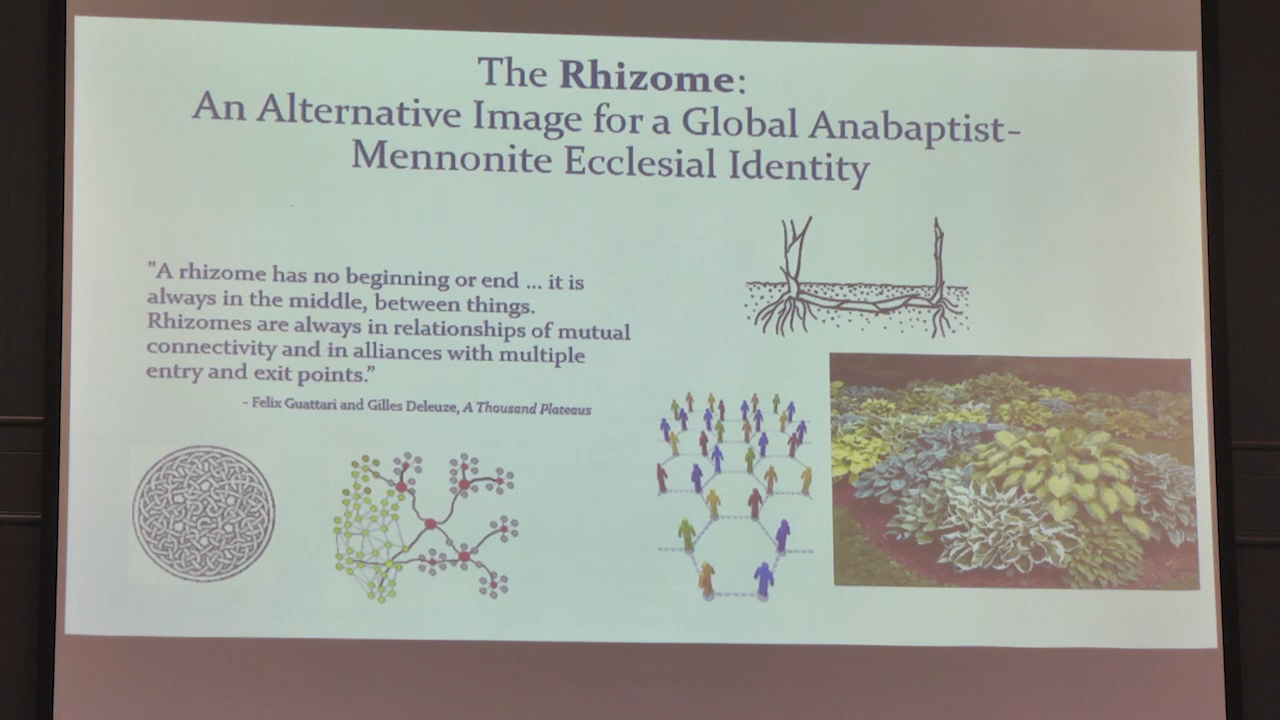 The Rhizome:
An Alternative Image for a Global Anabaptist-
Mennonite Ecclesial Identity
"A rhizome has no beginning or end ... it is
always in the middle, between things.
Rhizomes are always in relationships of mutual
connectivity and in alliances with multiple
entry and exit points.”
- Felix Guattari and Gilles Deleuze, A Thousand Plateaus